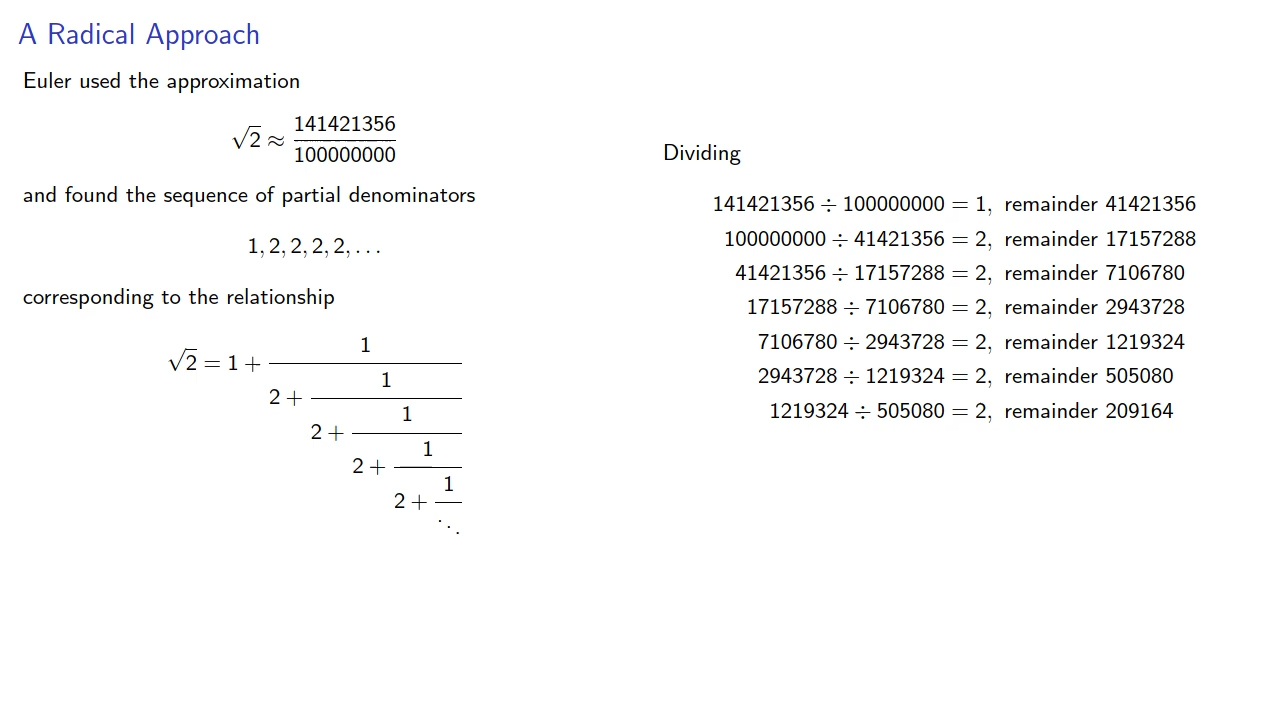 A Radical Approach
Euler used the approximation
√2 ≈ 141421356/100000000
and found the sequence of partial denominators
1, 2, 2, 2, 2, . . .
corresponding to the relationship
√2 = 1 + 1
2 + 1
2 + 1
2 + 1
2 + 1
⋱
Dividing
141421356 ÷ 100000000 = 1, remainder 41421356
100000000 ÷ 41421356 = 2, remainder 17157288
41421356 ÷ 17157288 = 2, remainder 7106780
17157288 ÷ 7106780 = 2, remainder 2943728
7106780 ÷ 2943728 = 2, remainder 1219324
2943728 ÷ 1219324 = 2, remainder 505080
1219324 ÷ 505080 = 2, remainder 209164